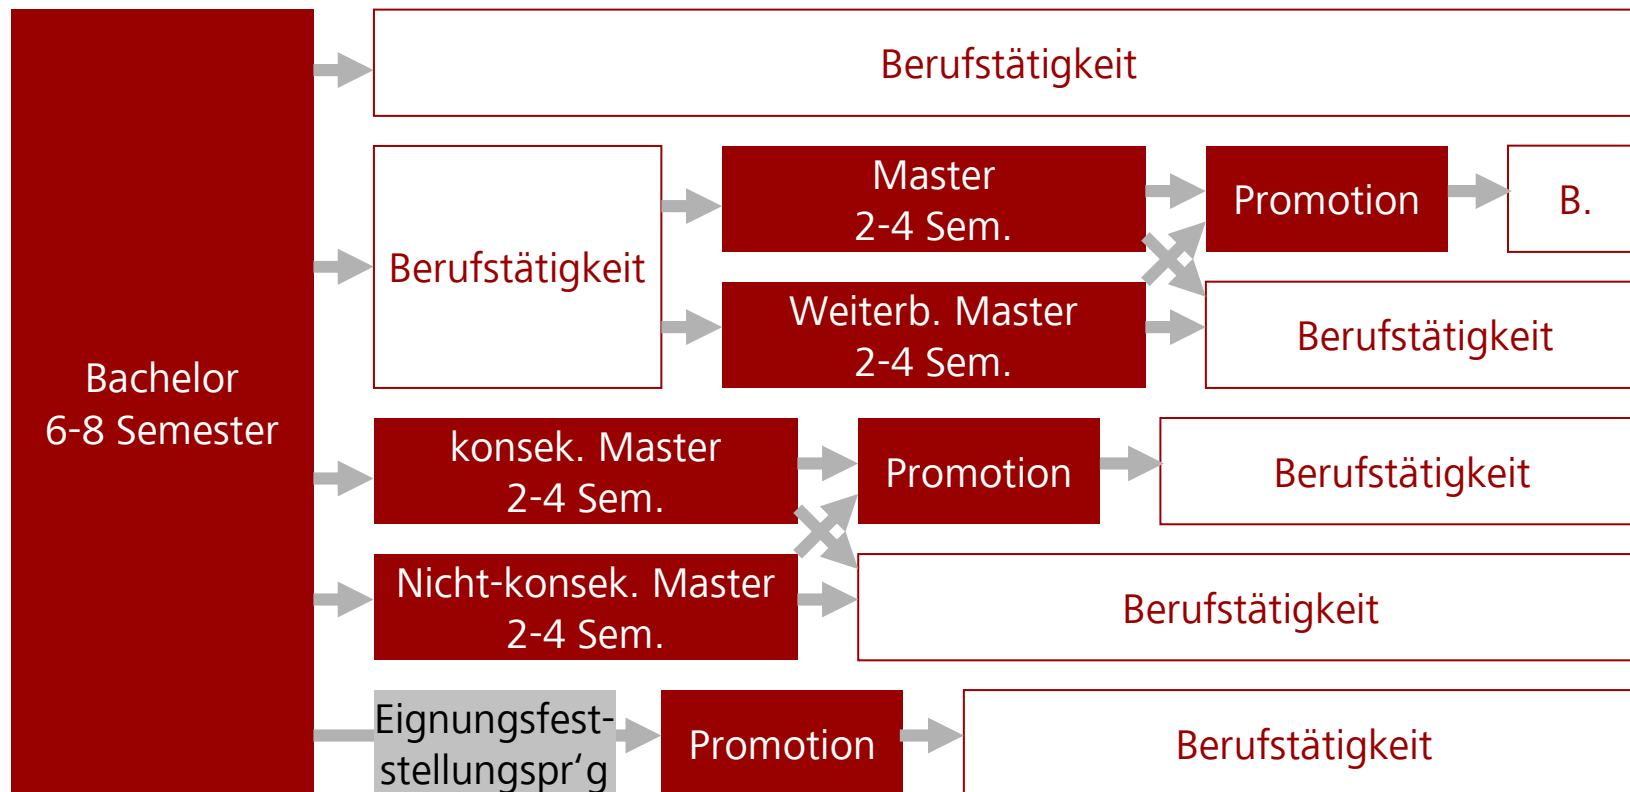 Bachelor
6-8 Semester
Berufstätigkeit
Berufstätigkeit
Master
2-4 Sem.
Promotion
B.
Weiterb. Master
2-4 Sem.
Berufstätigkeit
konsek. Master
2-4 Sem.
Promotion
Berufstätigkeit
Nicht-konsek. Master
2-4 Sem.
Berufstätigkeit
Eignungsfest-
stellungspr‘g
Promotion
Berufstätigkeit